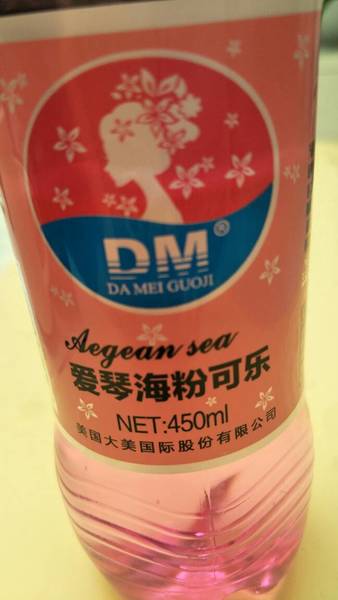 DM®
DA MEI GUOJI
Aegean sea
爱琴海粉可乐
NET:450ml
美国大美国际股份有限公司